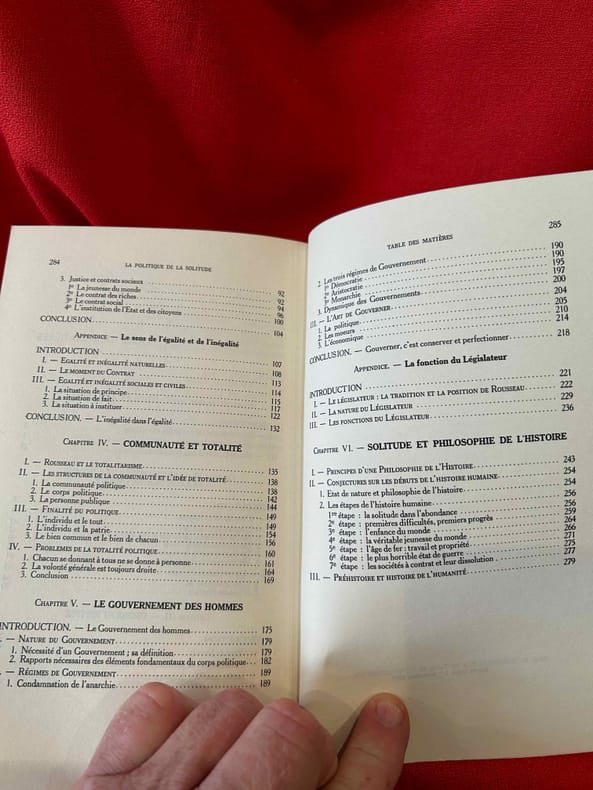 284
LA POLITIQUE DE LA SOLITUDE
3. Justice et contrats sociaux 92
1º La jeunesse du monde 92
2º Le contrat des riches 94
3º Le contrat social 96
4º L'institution de l'Etat et des citoyens 100
CONCLUSION 104
APPENDICE — Le sens de l'égalité et de l'inégalité
INTRODUCTION 107
I. — EGALITÉ ET INÉGALITÉ NATURELLES 108
II. — LE MOMENT DU CONTRAT 113
III. — EGALITÉ ET INÉGALITÉ SOCIALES ET CIVILES 114
1. La situation de principe 115
2. La situation de fait 117
3. La situation à instituer 122
CONCLUSION. — L'inégalité dans l'égalité 132
CHAPITRE IV. — COMMUNAUTÉ ET TOTALITÉ
I. — ROUSSEAU ET LE TOTALITARISME 135
II. — LES STRUCTURES DE LA COMMUNAUTÉ ET L'IDÉE DE TOTALITÉ 138
1. La communauté politique 138
2. Le corps politique 142
3. La personne publique 144
III. — FINALITÉ DU POLITIQUE 149
1. L'individu et le tout 149
2. L'individu et la patrie 154
3. Le bien commun et le bien de chacun 156
IV. — PROBLÈMES DE LA TOTALITÉ POLITIQUE 160
1. Chacun se donnant à tous ne se donne à personne 161
2. La volonté générale est toujours droite 164
3. Conclusion 169
CHAPITRE V. — LE GOUVERNEMENT DES HOMMES
INTRODUCTION. — Le Gouvernement des hommes 175
. — NATURE DU GOUVERNEMENT 179
1. Nécessité d'un Gouvernement ; sa définition 179
2. Rapports nécessaires des éléments fondamentaux du corps politique 182
. — RÉGIMES DE GOUVERNEMENT 189
1. Condamnation de l'anarchie 189
TABLE DES MATIÈRES
285
2. Les trois régimes de Gouvernement 190
1º Démocratie 190
2º Aristocratie 195
3º Monarchie 197
3. Dynamique des Gouvernements 200
III. — L'ART DE GOUVERNER 204
1. La politique 205
2. Les moeurs 210
3. L'économique 214
CONCLUSION. — Gouverner, c'est conserver et perfectionner 218
APPENDICE. — La fonction du Législateur
INTRODUCTION 221
I. — LE LÉGISLATEUR : LA TRADITION ET LA POSITION DE ROUSSEAU 222
II. — LA NATURE DU LÉGISLATEUR 229
III. — LES FONCTIONS DU LÉGISLATEUR 236
CHAPITRE VI. — SOLITUDE ET PHILOSOPHIE DE L'HISTOIRE
I. — PRINCIPES D'UNE PHILOSOPHIE DE L'HISTOIRE 243
II. — CONJECTURES SUR LES DÉBUTS DE L'HISTOIRE HUMAINE 254
1. Etat de nature et philosophie de l'histoire 254
2. Les étapes de l'histoire humaine 256
1re étape : la solitude dans l'abondance 256
2e étape : premières difficultés, premiers progrès 259
3e étape : l'enfance du monde 264
4e étape : la véritable jeunesse du monde 266
5e étape : l'âge de fer : travail et propriété 271
6e étape : le plus horrible état de guerre 275
7e étape : les sociétés à contrat et leur dissolution 277
III. — PRÉHISTOIRE ET HISTOIRE DE L'HUMANITÉ 279